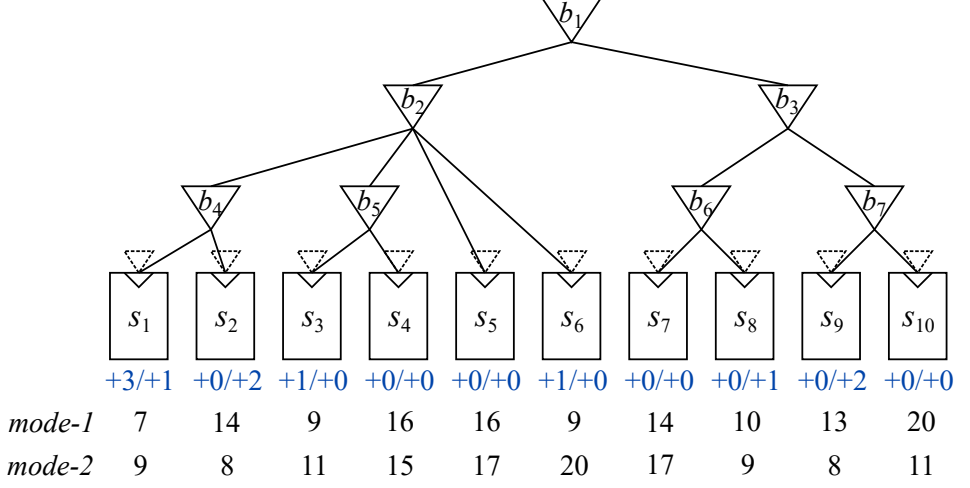 b1
b2 b3
b4 b5 b6 b7
s1 s2 s3 s4 s5 s6 s7 s8 s9 s10
+3/+1 +0/+2 +1/+0 +0/+0 +0/+0 +1/+0 +0/+0 +0/+1 +0/+2 +0/+0
mode-1 7 14 9 16 16 9 14 10 13 20
mode-2 9 8 11 15 17 20 17 9 8 11